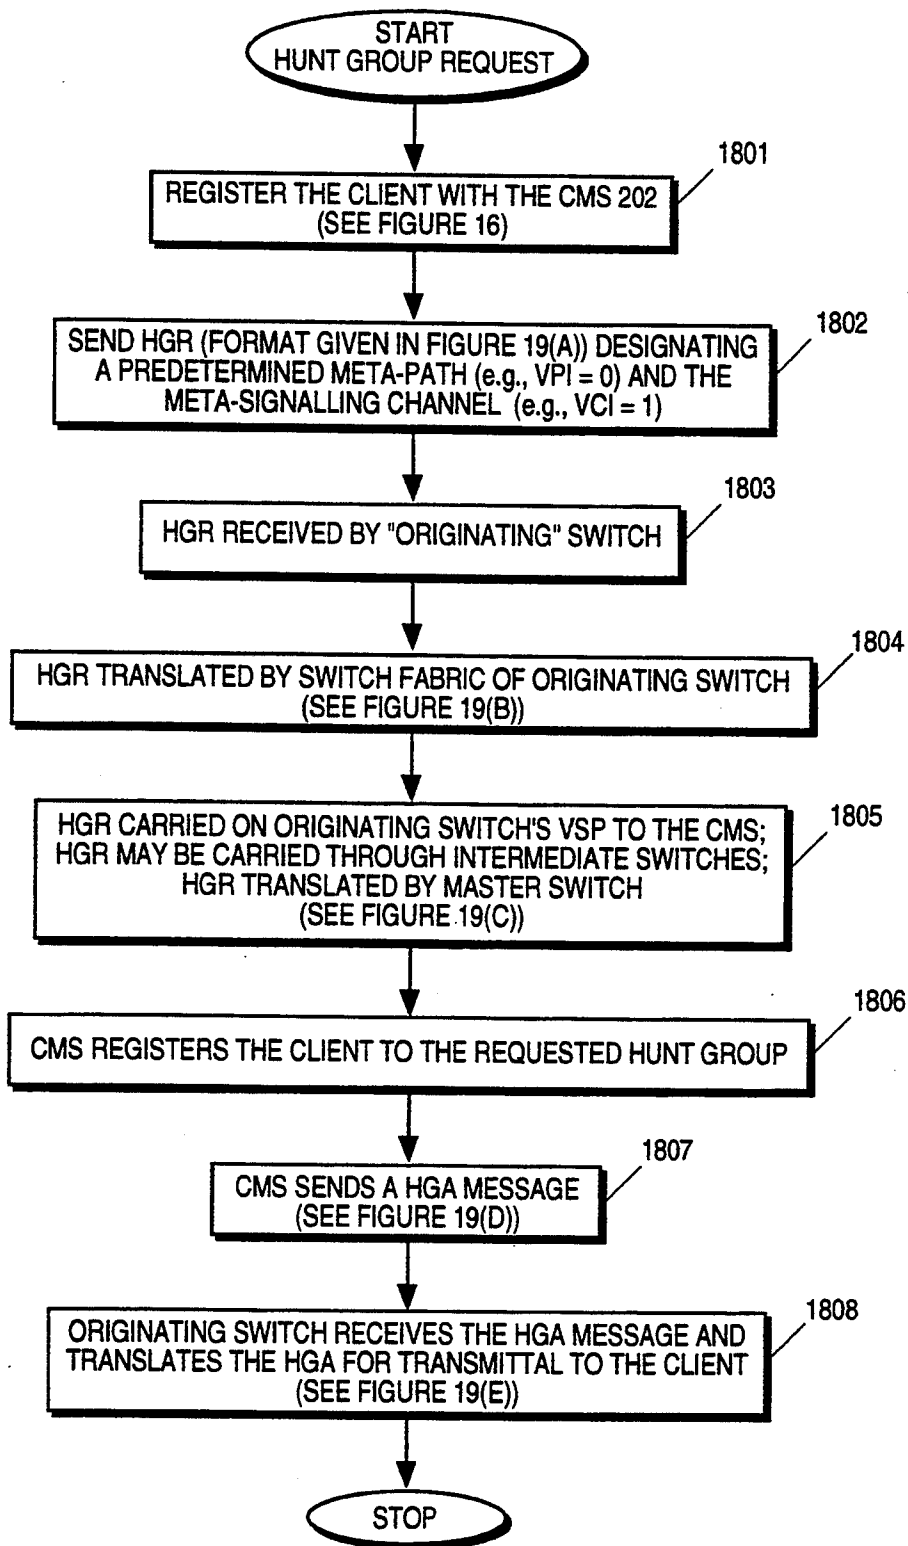 START
HUNT GROUP REQUEST
1801
REGISTER THE CLIENT WITH THE CMS 202
(SEE FIGURE 16)
1802
SEND HGR (FORMAT GIVEN IN FIGURE 19(A)) DESIGNATING
A PREDETERMINED META-PATH (e.g., VPI = 0) AND THE
META-SIGNALLING CHANNEL (e.g., VCI = 1)
1803
HGR RECEIVED BY "ORIGINATING" SWITCH
1804
HGR TRANSLATED BY SWITCH FABRIC OF ORIGINATING SWITCH
(SEE FIGURE 19(B))
1805
HGR CARRIED ON ORIGINATING SWITCH'S VSP TO THE CMS;
HGR MAY BE CARRIED THROUGH INTERMEDIATE SWITCHES;
HGR TRANSLATED BY MASTER SWITCH
(SEE FIGURE 19(C))
1806
CMS REGISTERS THE CLIENT TO THE REQUESTED HUNT GROUP
1807
CMS SENDS A HGA MESSAGE
(SEE FIGURE 19(D))
1808
ORIGINATING SWITCH RECEIVES THE HGA MESSAGE AND
TRANSLATES THE HGA FOR TRANSMITTAL TO THE CLIENT
(SEE FIGURE 19(E))
STOP